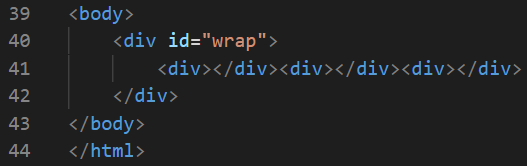 39 <body>
40 <div id="wrap">
41 <div></div><div></div><div></div>
42 </div>
43 </body>
44 </html>